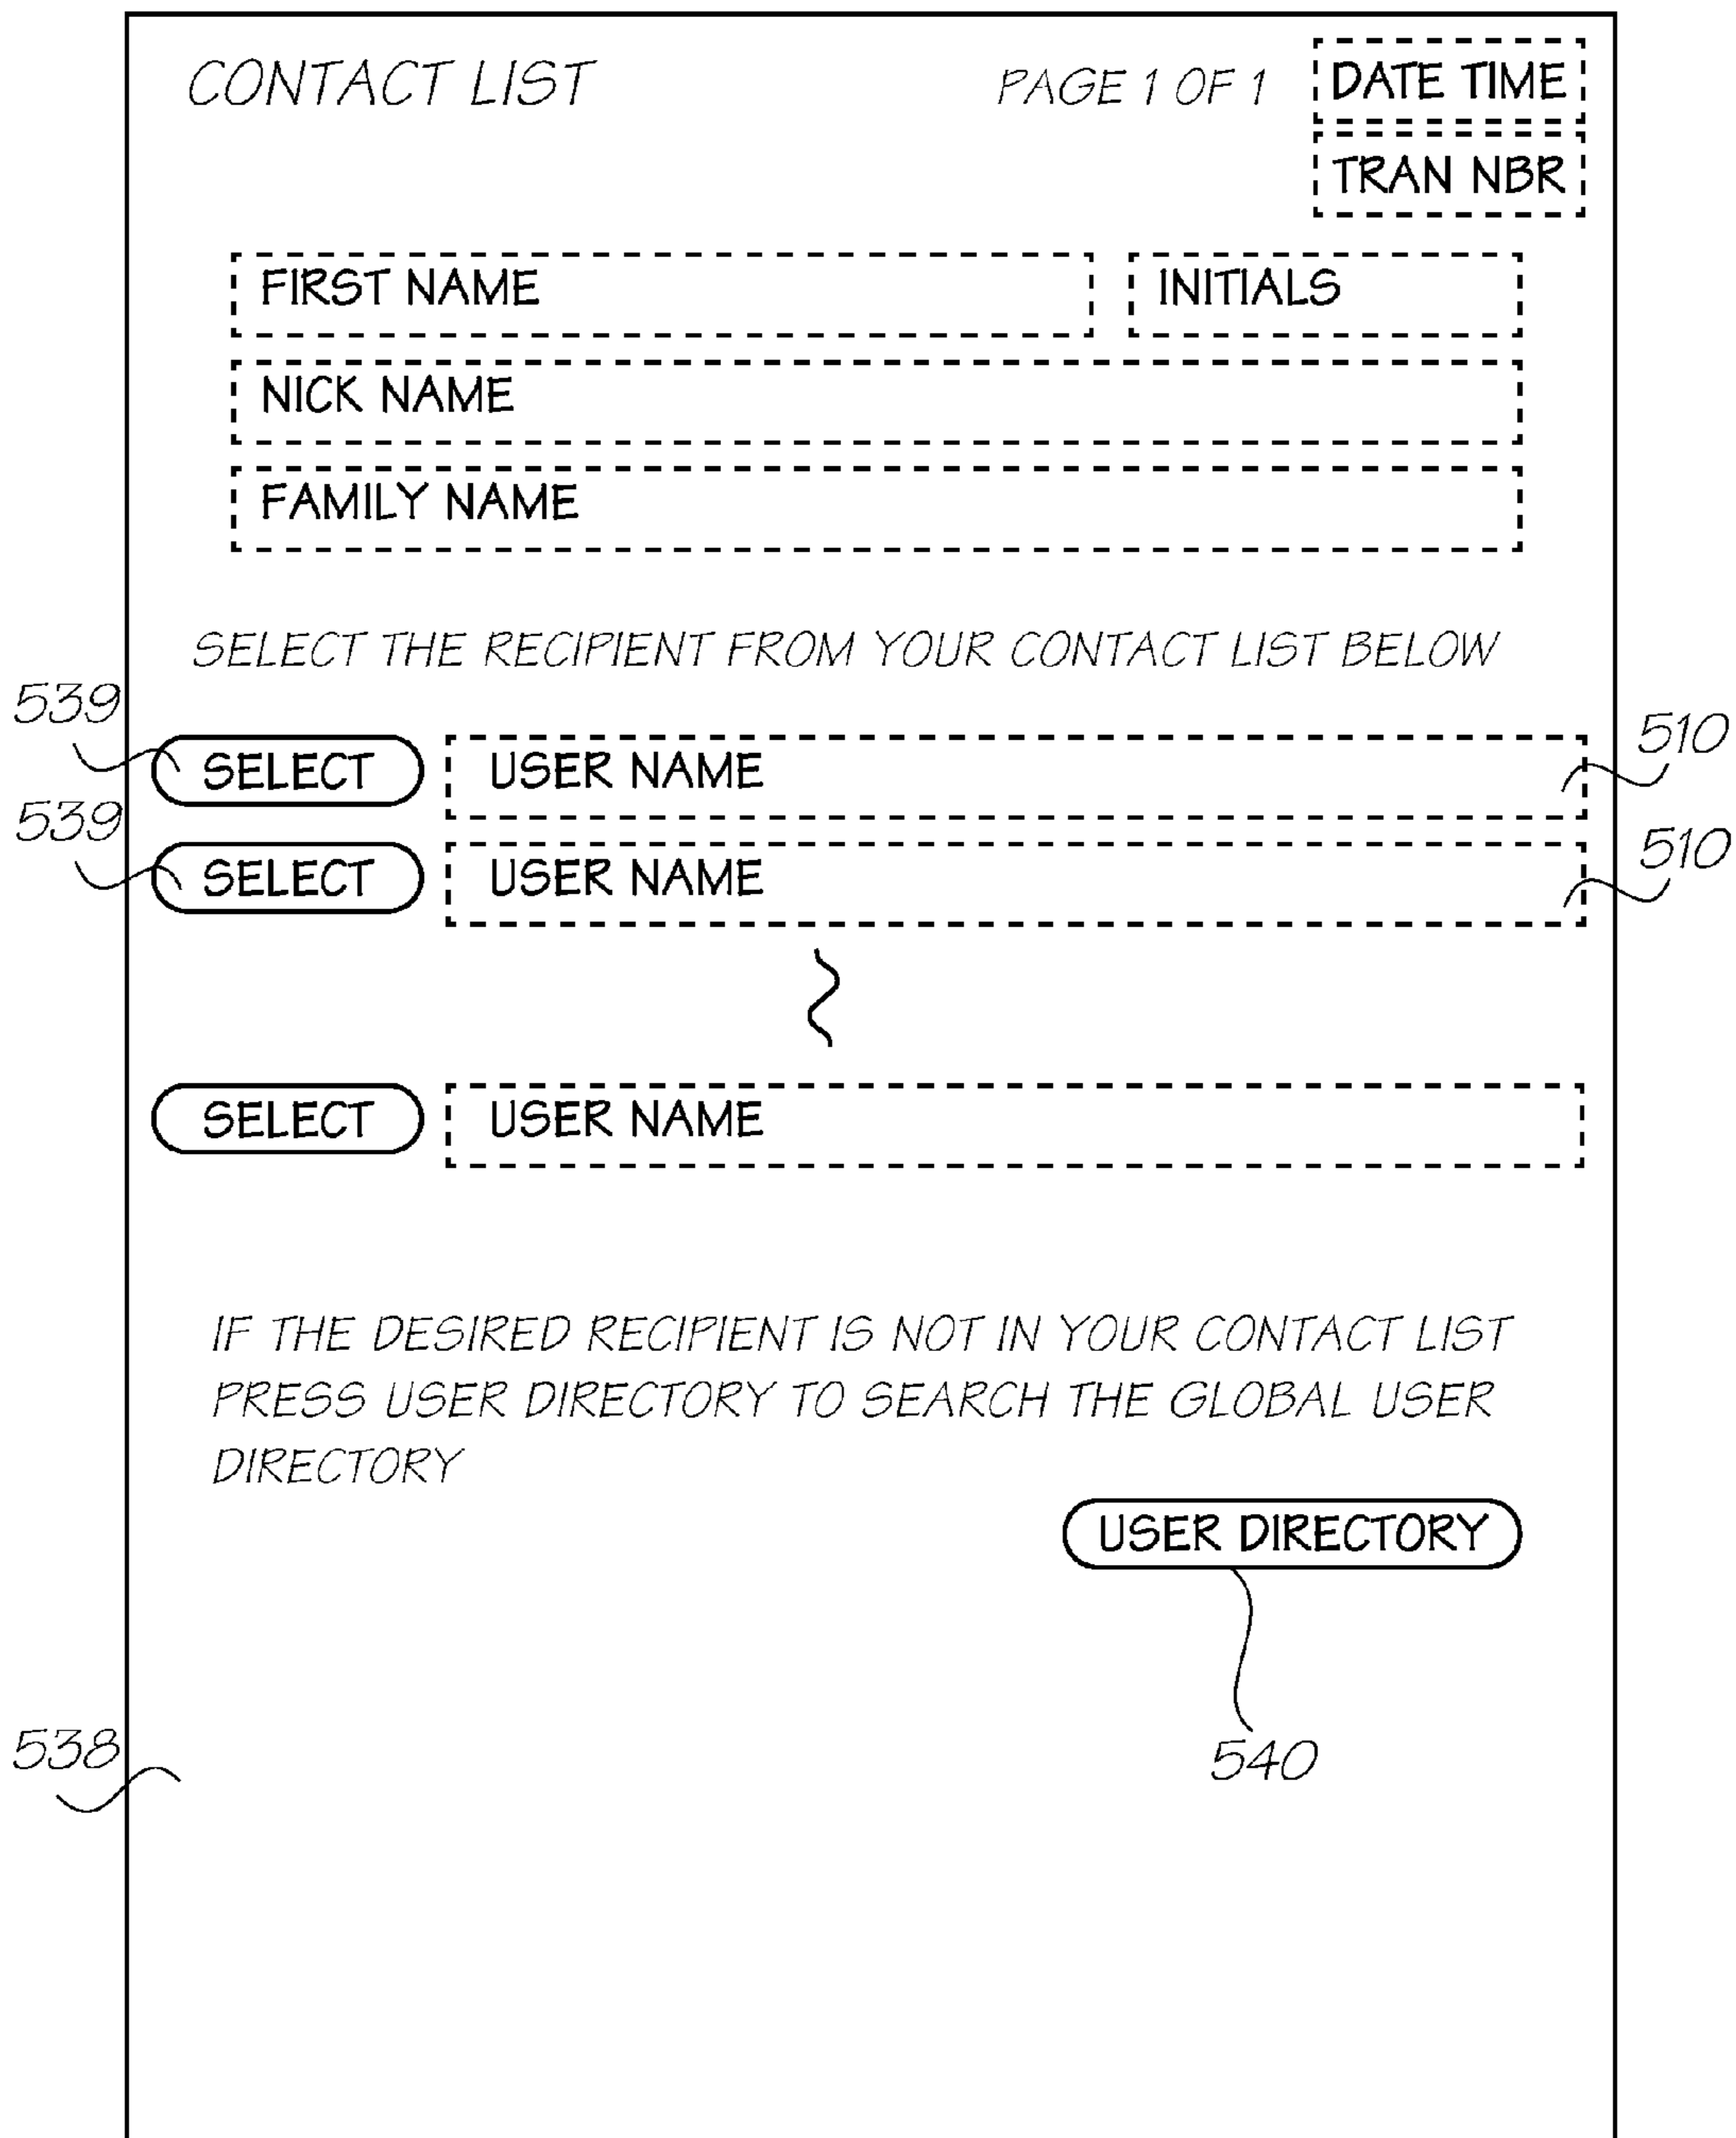 CONTACT LIST PAGE 1 OF 1 DATE TIME
TRAN NBR
FIRST NAME INITIALS
NICK NAME
FAMILY NAME
SELECT THE RECIPIENT FROM YOUR CONTACT LIST BELOW
539
SELECT USER NAME 510
539
SELECT USER NAME 510
SELECT USER NAME
IF THE DESIRED RECIPIENT IS NOT IN YOUR CONTACT LIST
PRESS USER DIRECTORY TO SEARCH THE GLOBAL USER
DIRECTORY
USER DIRECTORY
538
540